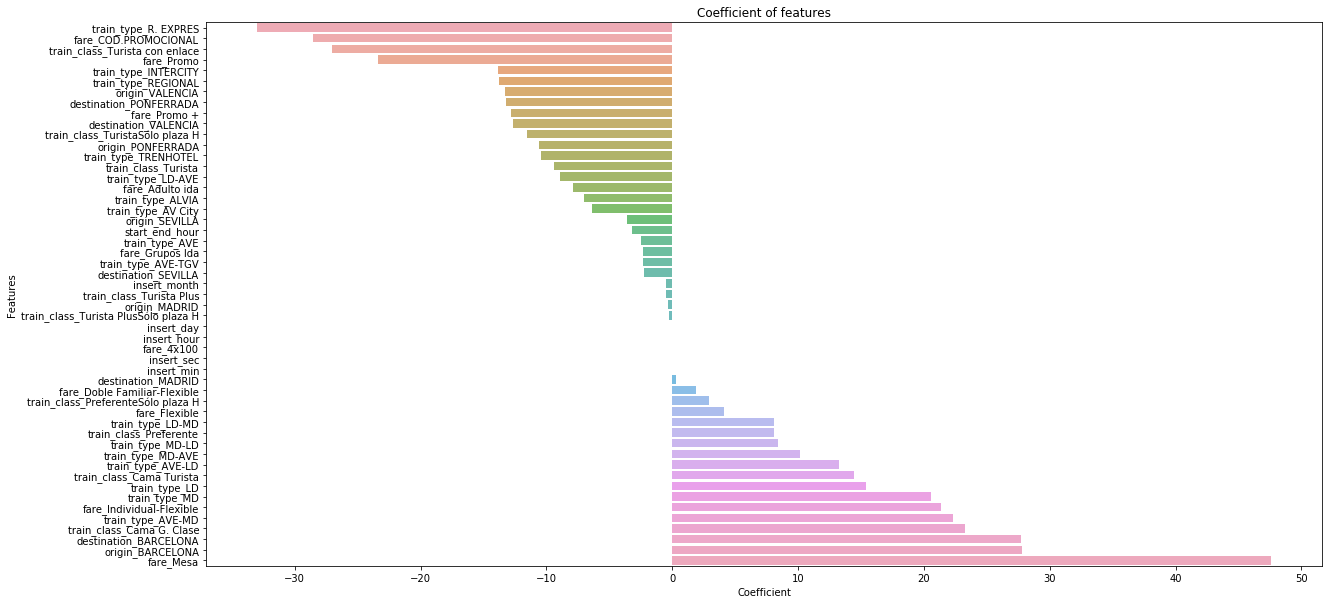 Coefficient of features
train_type_R. EXPRES
fare_COD.PROMOCIONAL
train_class_Turista con enlace
fare_Promo
train_type_INTERCITY
train_type_REGIONAL
origin_VALENCIA
destination_PONFERRADA
fare_Promo +
destination_VALENCIA
train_class_TuristaSólo plaza H
origin_PONFERRADA
train_type_TRENHOTEL
train_class_Turista
train_type_LD-AVE
fare_Adulto ida
train_type_ALVIA
train_type_AV City
origin_SEVILLA
start_end_hour
train_type_AVE
fare_Grupos Ida
train_type_AVE-TGV
destination_SEVILLA
insert_month
train_class_Turista Plus
origin_MADRID
train_class_Turista PlusSólo plaza H
insert_day
insert_hour
fare_4x100
insert_sec
insert_min
destination_MADRID
fare_Doble Familiar-Flexible
train_class_PreferenteSólo plaza H
fare_Flexible
train_type_LD-MD
train_class_Preferente
train_type_MD-LD
train_type_MD-AVE
train_type_AVE-LD
train_class_Cama Turista
train_type_LD
train_type_MD
fare_Individual-Flexible
train_type_AVE-MD
train_class_Cama G. Clase
destination_BARCELONA
origin_BARCELONA
fare_Mesa
Features
−30 −20 −10 0 10 20 30 40 50
Coefficient